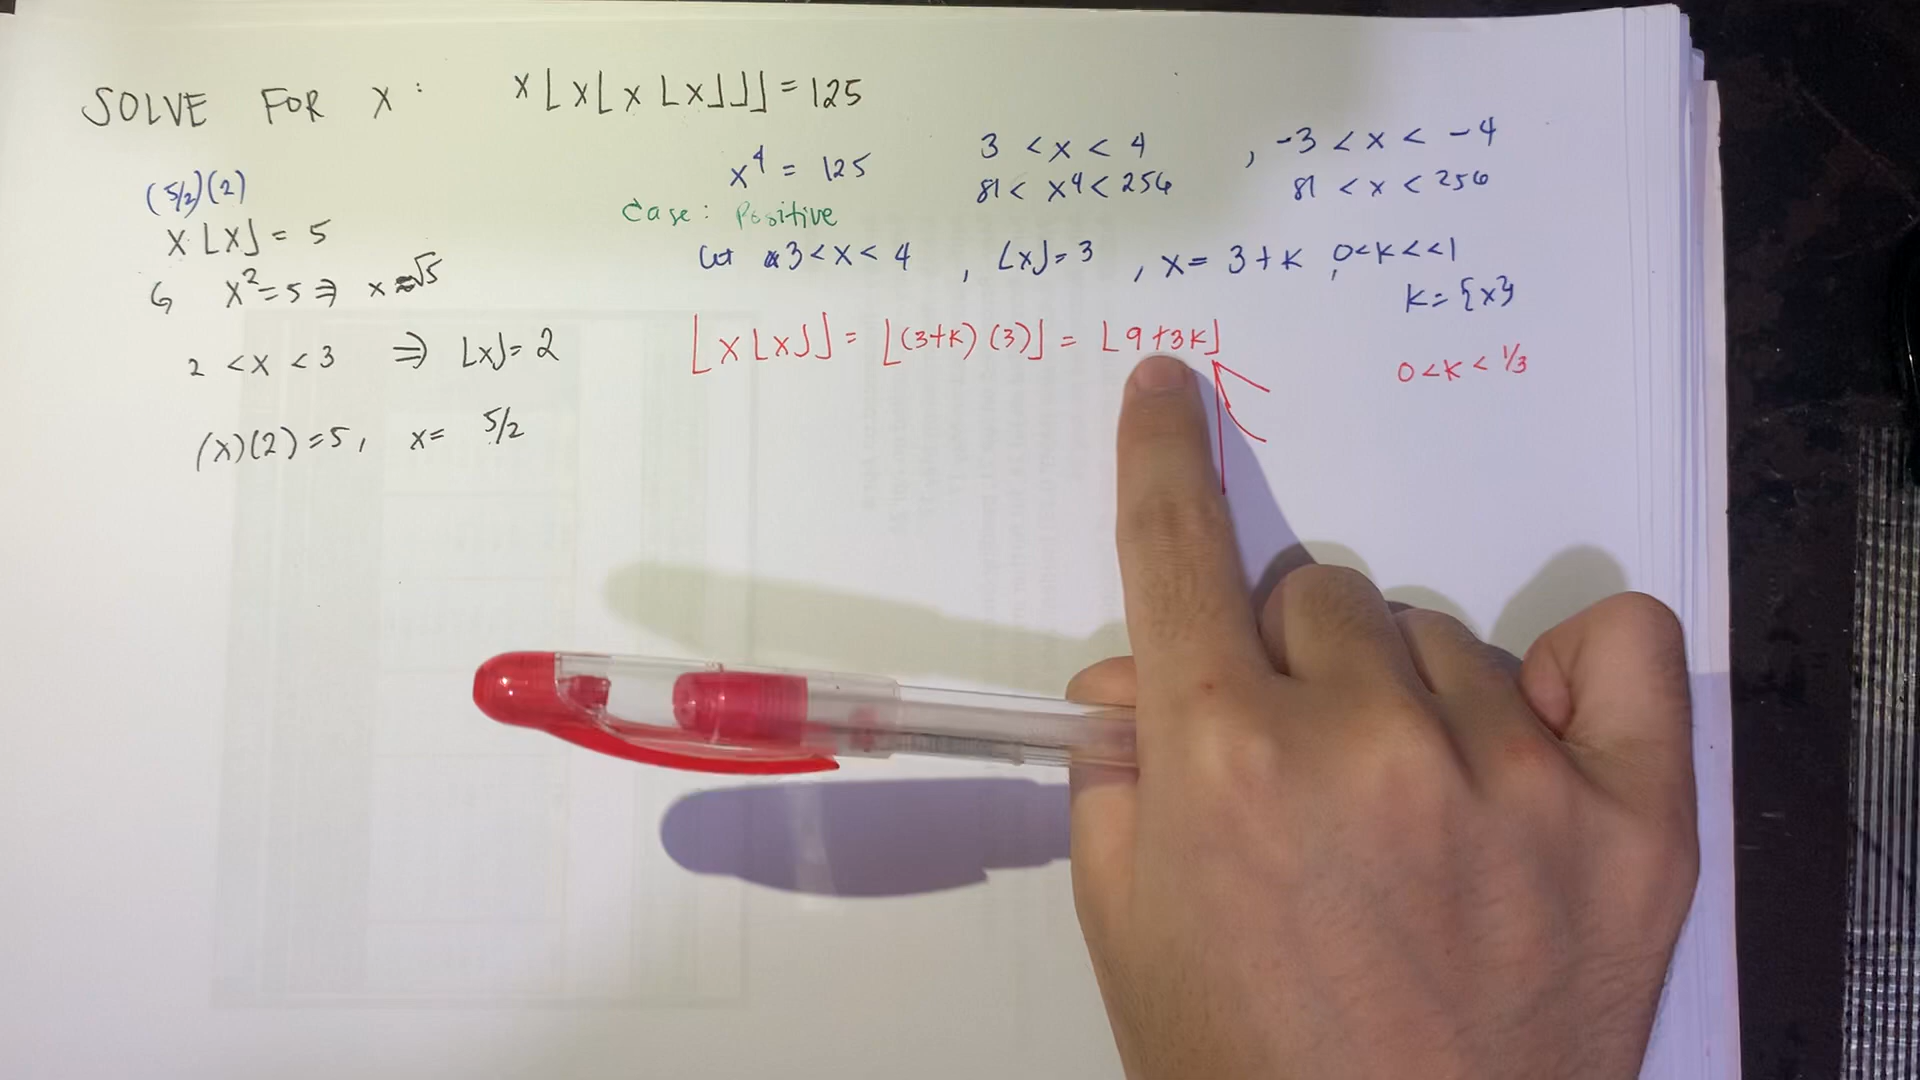 SOLVE FOR X : x⌊x⌊x⌊x⌋⌋⌋ = 125
(5/2)(2)
x⌊x⌋ = 5
↪ x² = 5 ⇒ x ≈ √5
2 < x < 3 ⇒ ⌊x⌋ = 2
(x)(2) = 5, x = 5/2
x⁴ = 125
3 < x < 4 , -3 < x < -4
81 < x⁴ < 256 81 < x < 256
Case: Positive
Let 3 < x < 4 , ⌊x⌋ = 3 , x = 3 + k , 0 < k < < 1
k = {x}
⌊x⌊x⌋⌋ = ⌊(3+k)(3)⌋ = ⌊9+3k⌋
0 < k < 1/3